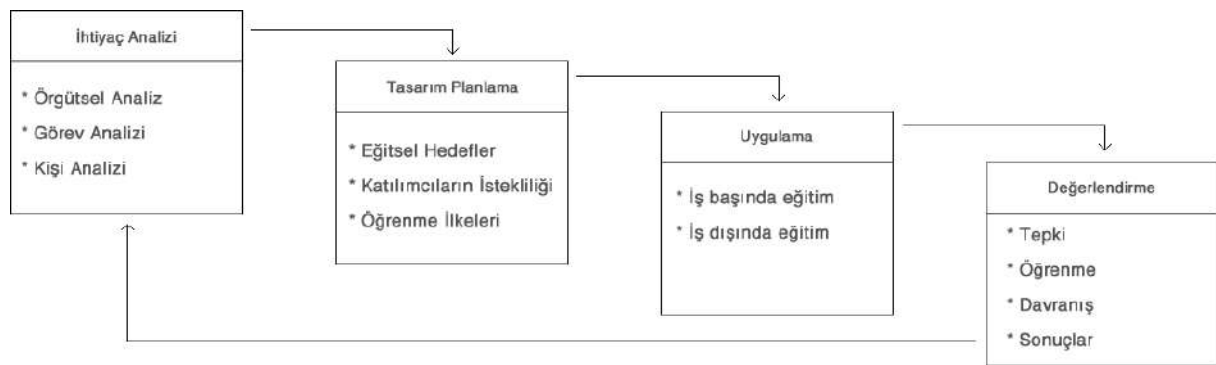 İhtiyaç Analizi
* Örgütsel Analiz
* Görev Analizi
* Kişi Analizi
Tasarım Planlama
* Eğitsel Hedefler
* Katılımcıların İstekliliği
* Öğrenme İlkeleri
Uygulama
* İş başında eğitim
* İş dışında eğitim
Değerlendirme
* Tepki
* Öğrenme
* Davranış
* Sonuçlar